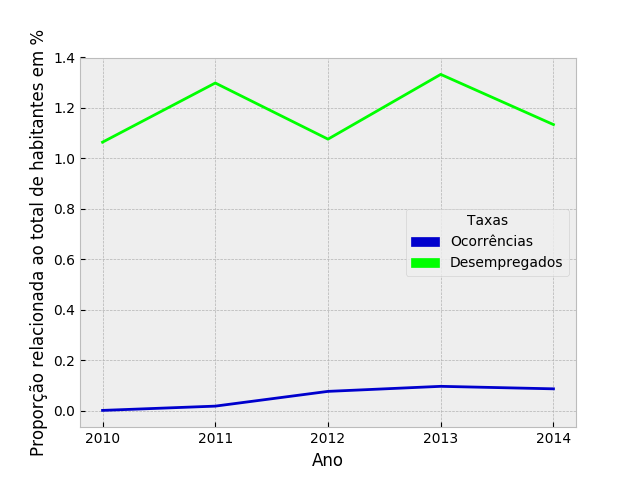 Proporção relacionada ao total de habitantes em %
1.4
1.2
1.0
0.8
0.6
0.4
0.2
0.0
Taxas
Ocorrências
Desempregados
2010 2011 2012 2013 2014
Ano